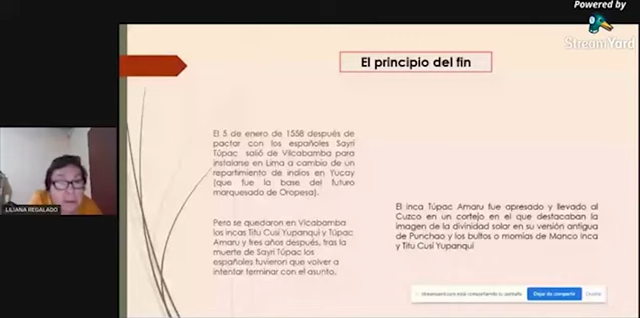 Powered by
StreamYard
El principio del fin
El 5 de enero de 1558 después de
pactar con los españoles Sayri
Túpac salió de Vilcabamba para
instalarse en Lima a cambio de un
repartimiento de indios en Yucay
(que fue la base del futuro
marquesado de Oropesa).
Pero se quedaron en Vilcabamba
los incas Titu Cusi Yupanqui y Túpac
Amaru y tres años después, tras la
muerte de Sayri Túpac los
españoles tuvieron que volver a
intentar terminar con el asunto.
El inca Túpac Amaru fue apresado y llevado al
Cuzco en un cortejo en el que destacaban la
imagen de la divinidad solar en su versión antigua
de Punchao y los bultos o momias de Manco Inca
y Titu Cusi Yupanqui
LILIANA REGALADO
streamyard.com está compartiendo tu pantalla.
Dejar de compartir
Ocultar